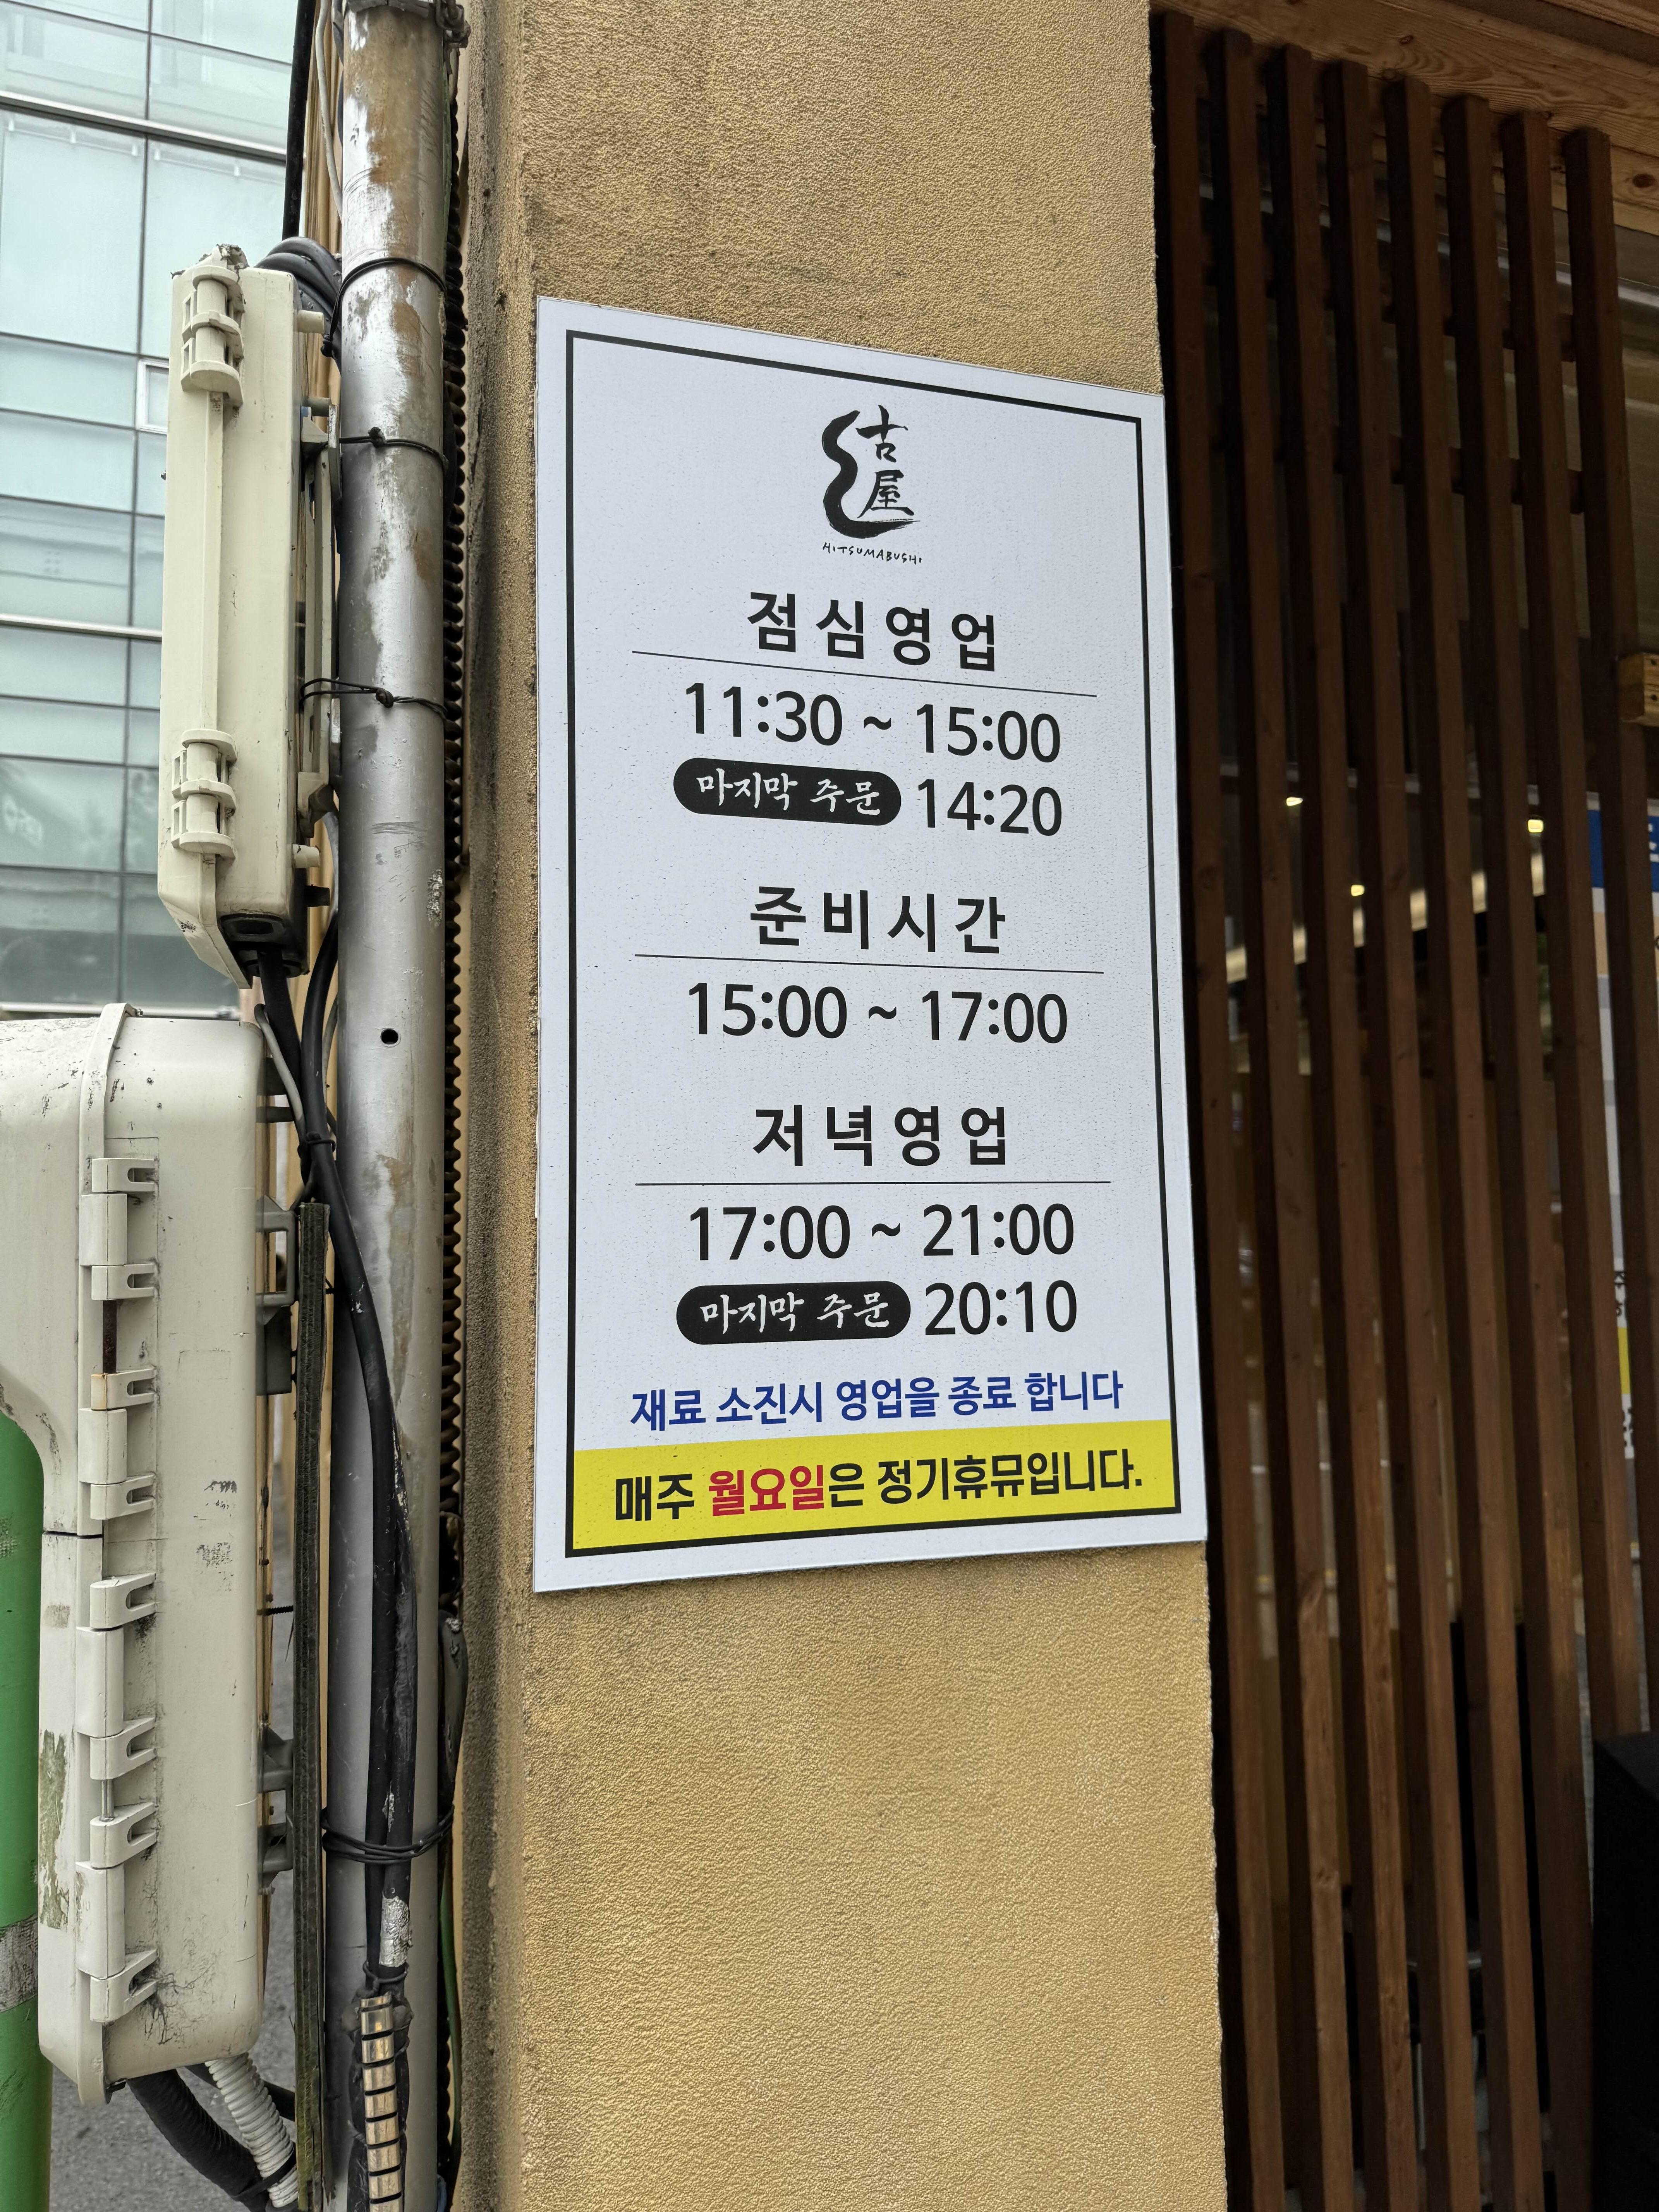 古屋
HITSUMABUSHI
점심영업
11:30 ~ 15:00
마지막 주문 14:20
준비시간
15:00 ~ 17:00
저녁영업
17:00 ~ 21:00
마지막 주문 20:10
재료 소진시 영업을 종료 합니다
매주 월요일은 정기휴뮤입니다.